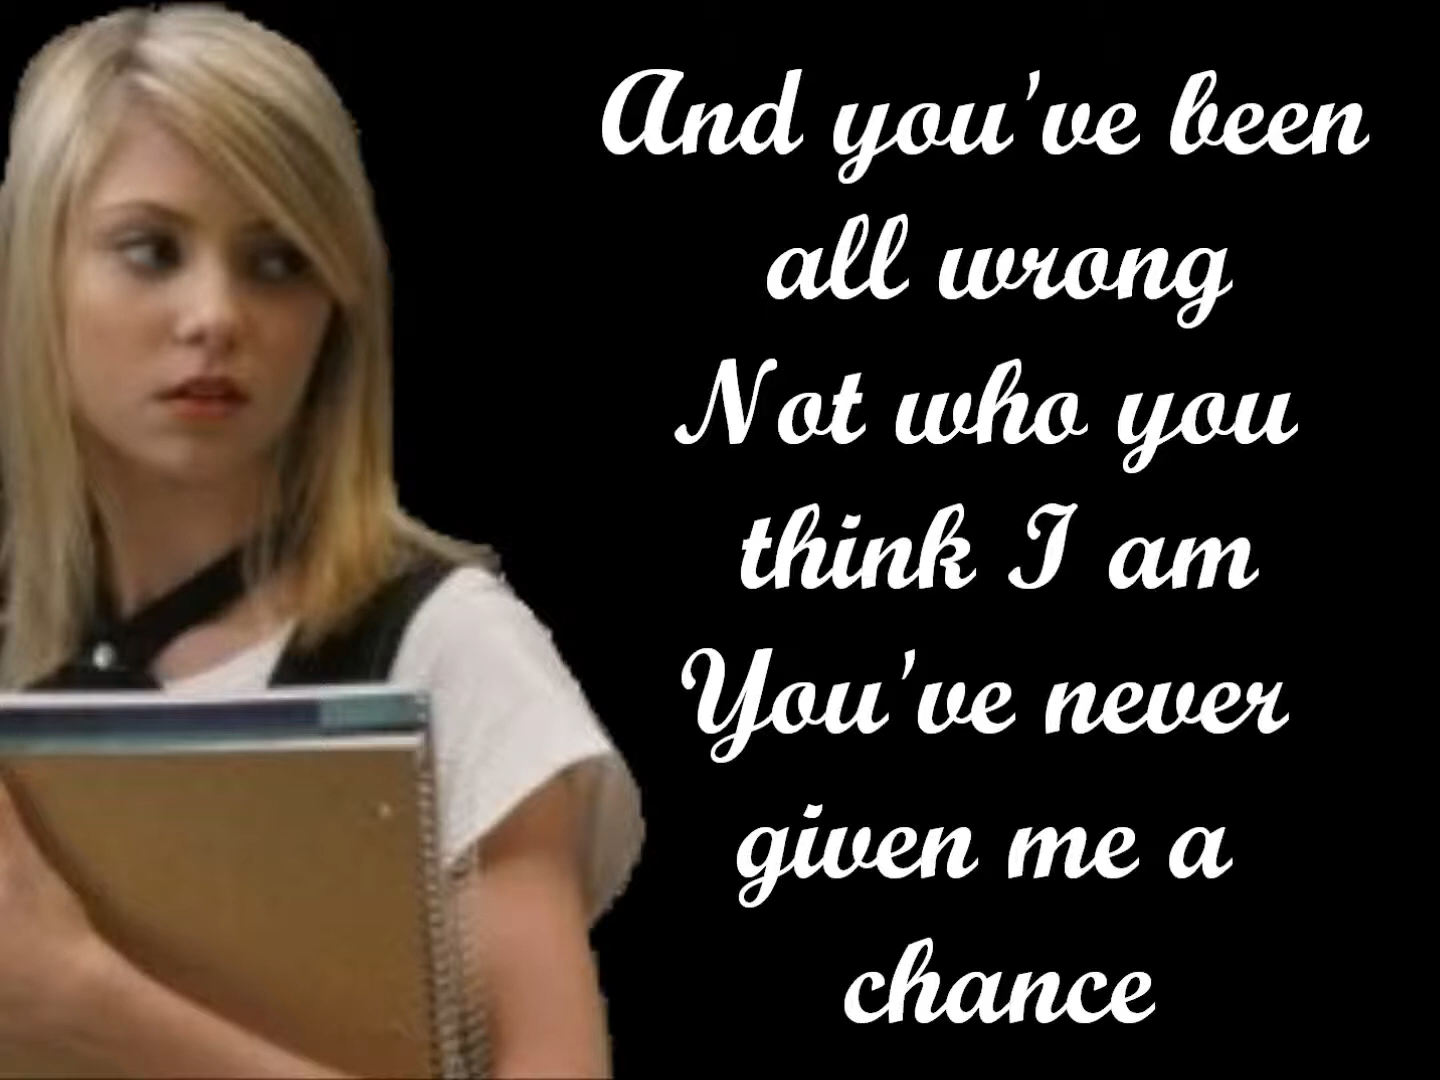 And you've been
all wrong
Not who you
think I am
You've never
given me a
chance